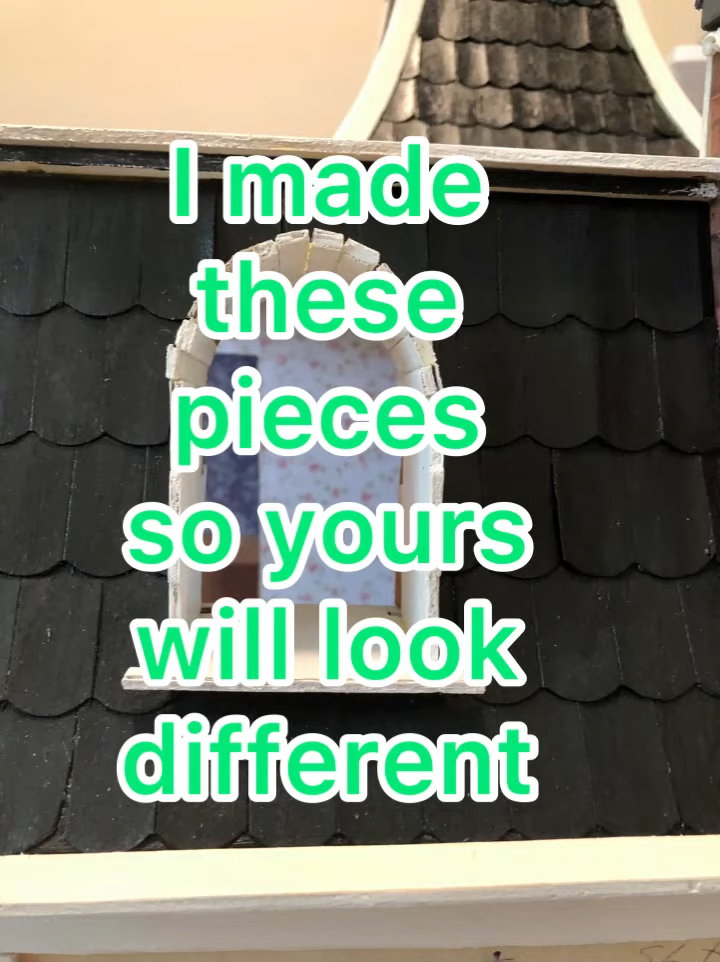 I made
these
pieces
so yours
will look
different